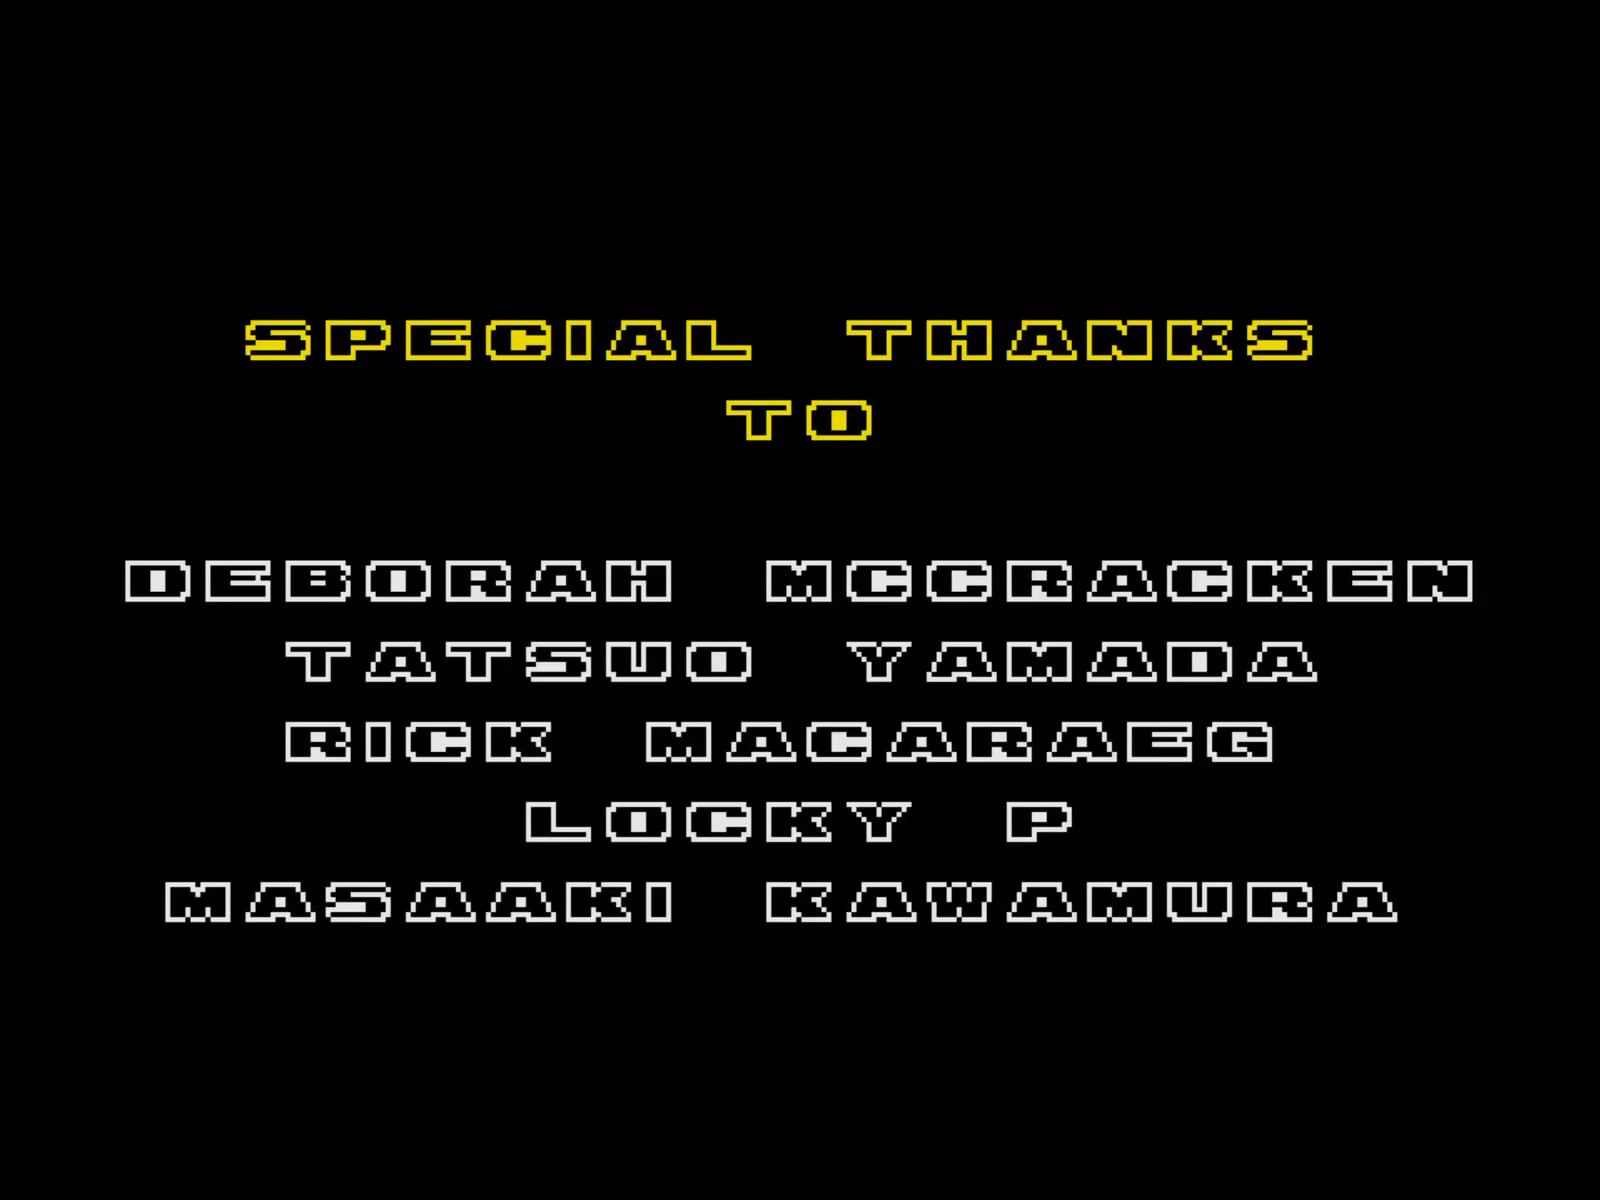 SPECIAL THANKS
TO
DEBORAH MCCRACKEN
TATSUO YAMADA
RICK MACARAEG
LOCKY P
MASAAKI KAWAMURA